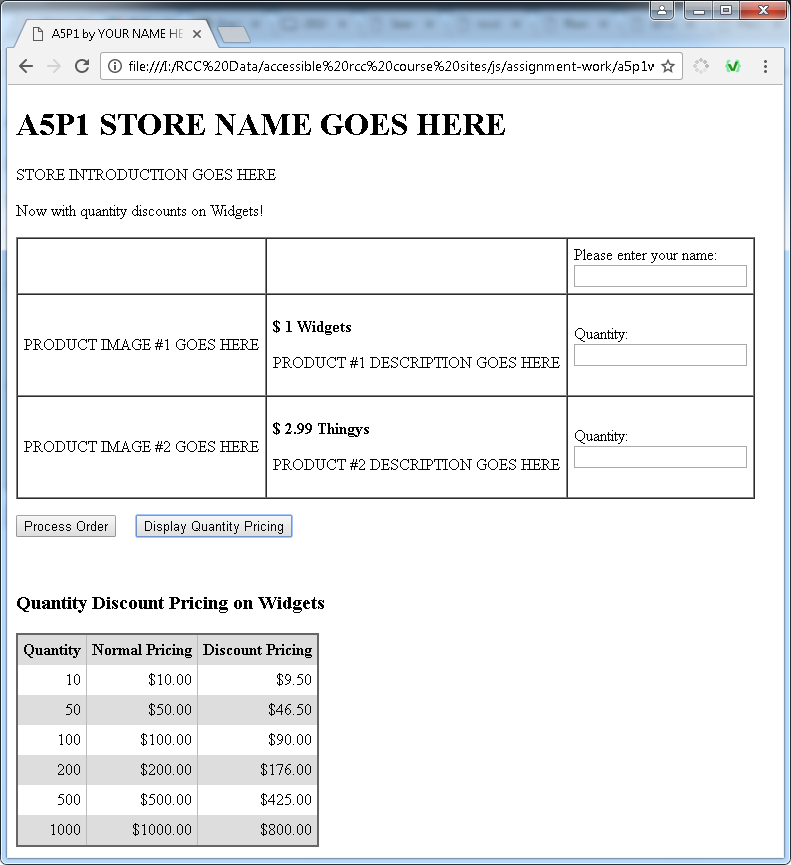 A5P1 by YOUR NAME HE
file:///I:/RCC%20Data/accessible%20rcc%20course%20sites/js/assignment-work/a5p1w
A5P1 STORE NAME GOES HERE
STORE INTRODUCTION GOES HERE
Now with quantity discounts on Widgets!
Please enter your name:
PRODUCT IMAGE #1 GOES HERE
$ 1 Widgets
PRODUCT #1 DESCRIPTION GOES HERE
Quantity:
PRODUCT IMAGE #2 GOES HERE
$ 2.99 Thingys
PRODUCT #2 DESCRIPTION GOES HERE
Quantity:
Process Order Display Quantity Pricing
Quantity Discount Pricing on Widgets
Quantity Normal Pricing Discount Pricing
10 $10.00 $9.50
50 $50.00 $46.50
100 $100.00 $90.00
200 $200.00 $176.00
500 $500.00 $425.00
1000 $1000.00 $800.00